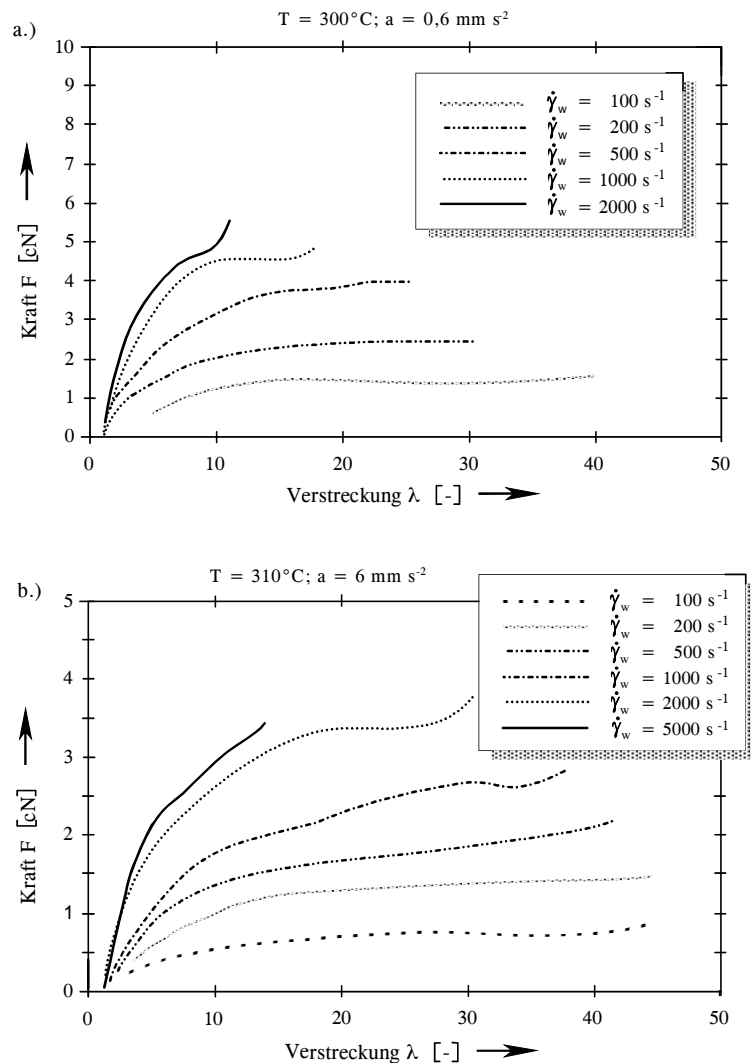 a.)
T = 300°C; a = 0,6 mm s-2
10
9
8
7
6
5
4
3
2
1
0
Kraft F [cN]
γ̇w = 100 s-1
γ̇w = 200 s-1
γ̇w = 500 s-1
γ̇w = 1000 s-1
γ̇w = 2000 s-1
0 10 20 30 40 50
Verstreckung λ [-]
b.)
T = 310°C; a = 6 mm s-2
5
4
3
2
1
0
Kraft F [cN]
γ̇w = 100 s-1
γ̇w = 200 s-1
γ̇w = 500 s-1
γ̇w = 1000 s-1
γ̇w = 2000 s-1
γ̇w = 5000 s-1
0 10 20 30 40 50
Verstreckung λ [-]